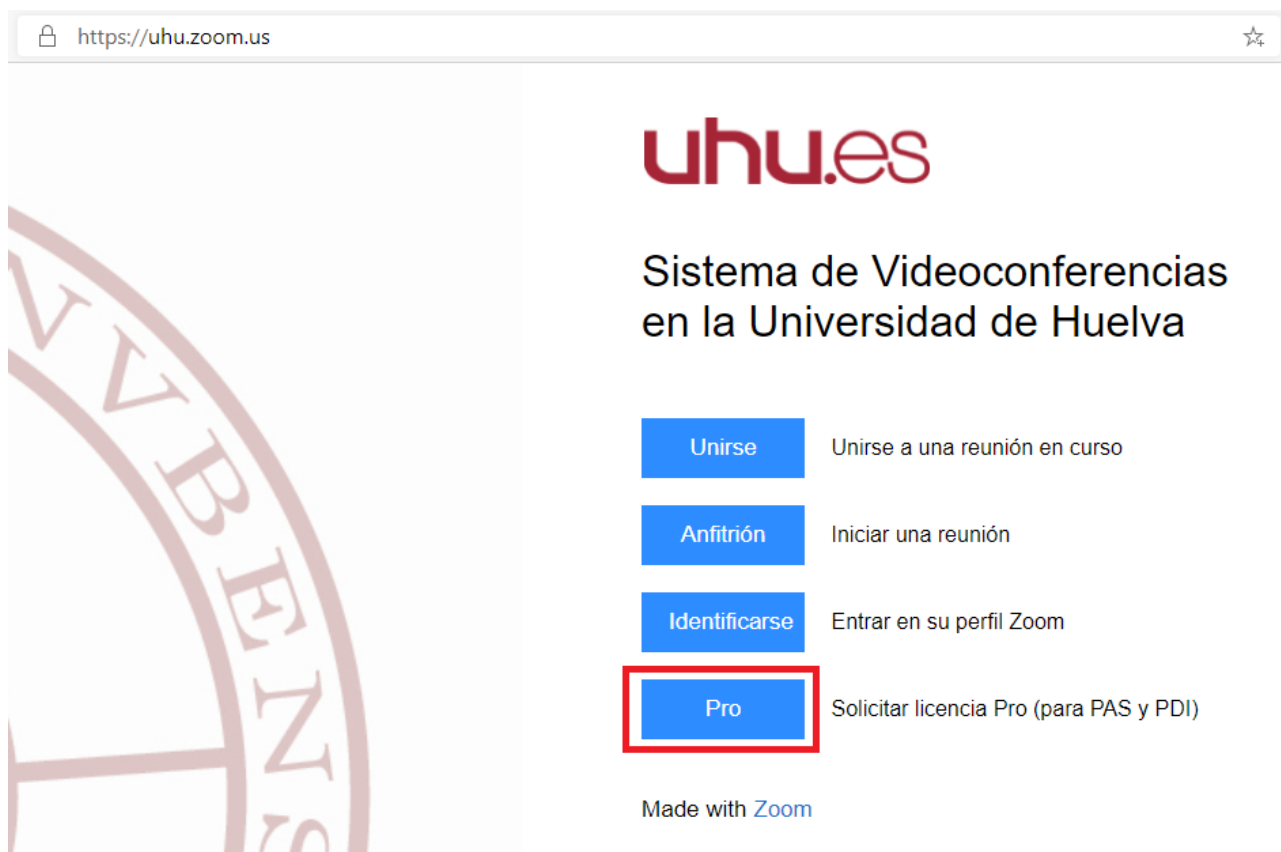 https://uhu.zoom.us
uhu.es
Sistema de Videoconferencias
en la Universidad de Huelva
Unirse Unirse a una reunión en curso
Anfitrión Iniciar una reunión
Identificarse Entrar en su perfil Zoom
Pro Solicitar licencia Pro (para PAS y PDI)
Made with Zoom
NVBENS